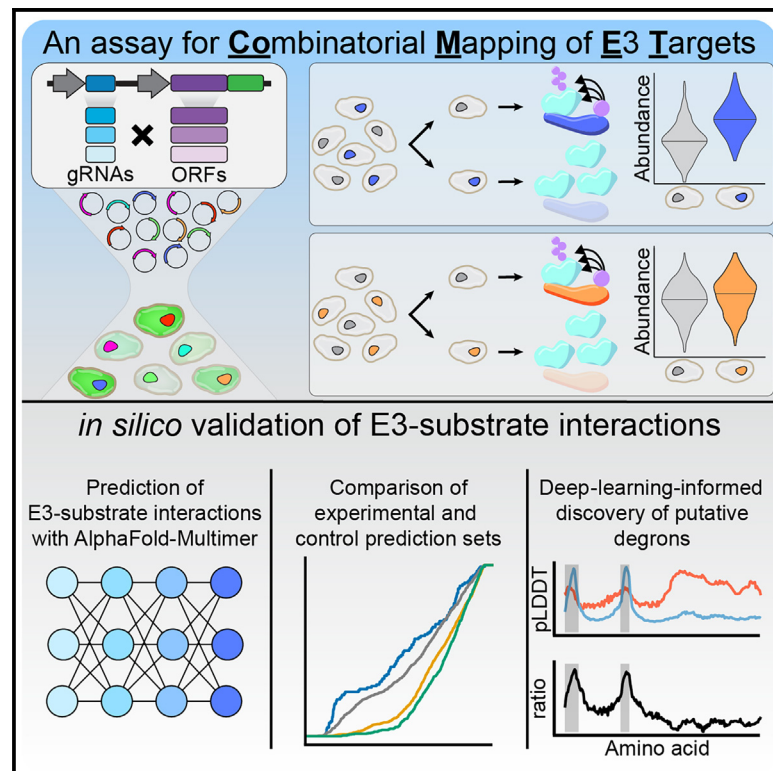 An assay for Combinatorial Mapping of E3 Targets
gRNAs
ORFs
Abundance
Abundance
in silico validation of E3-substrate interactions
Prediction of
E3-substrate interactions
with AlphaFold-Multimer
Comparison of
experimental and
control prediction sets
Deep-learning-informed
discovery of putative
degrons
pLDDT
ratio
Amino acid